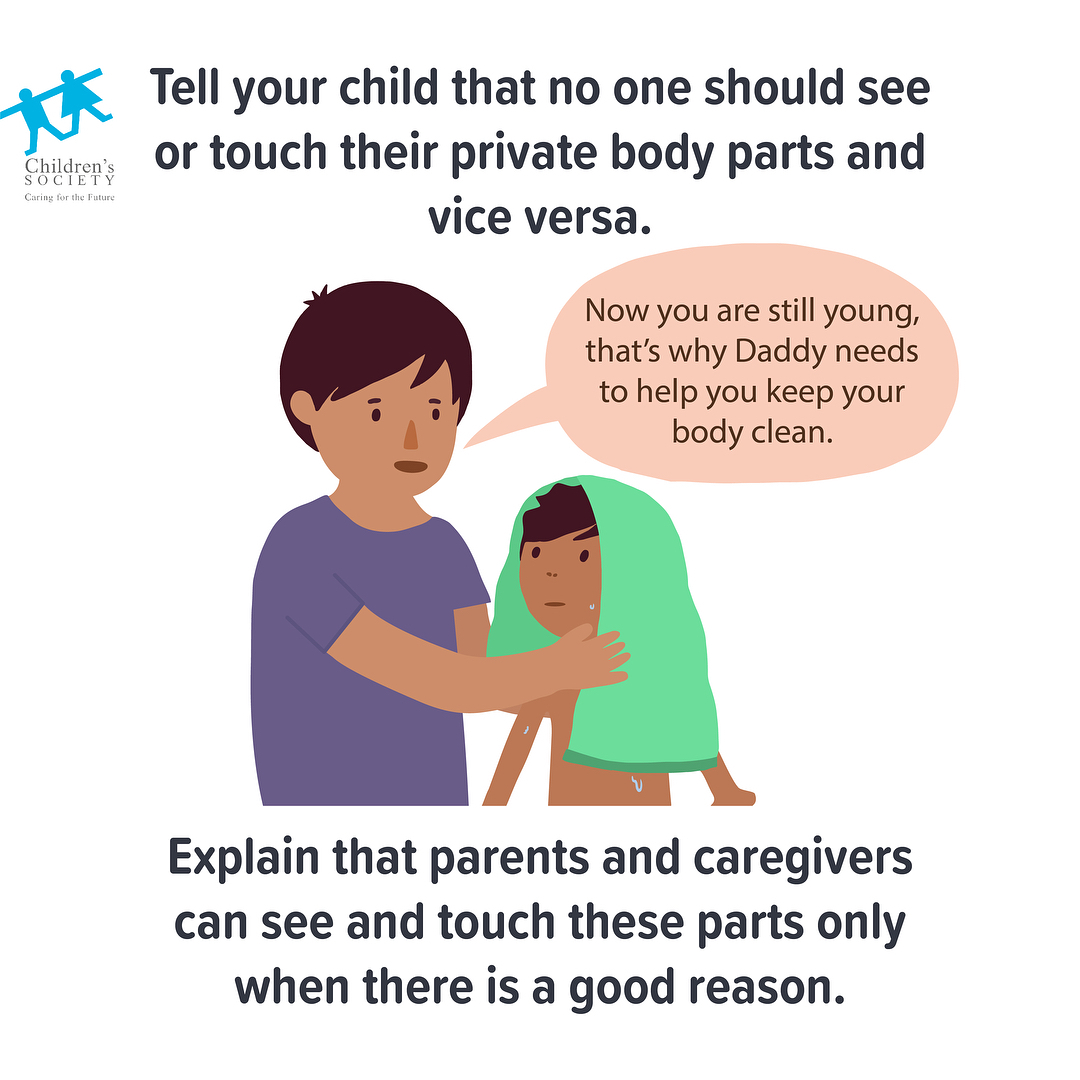 Tell your child that no one should see
or touch their private body parts and
vice versa.
Children's
SOCIETY
Caring for the Future
Now you are still young,
that's why Daddy needs
to help you keep your
body clean.
Explain that parents and caregivers
can see and touch these parts only
when there is a good reason.